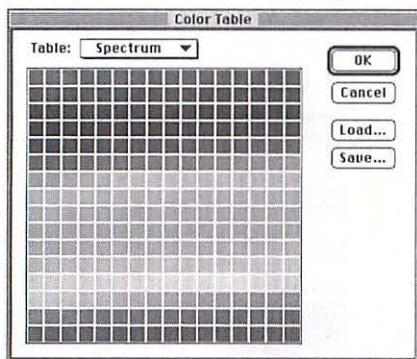 Color Table
Table: Spectrum
OK
Cancel
Load...
Save...